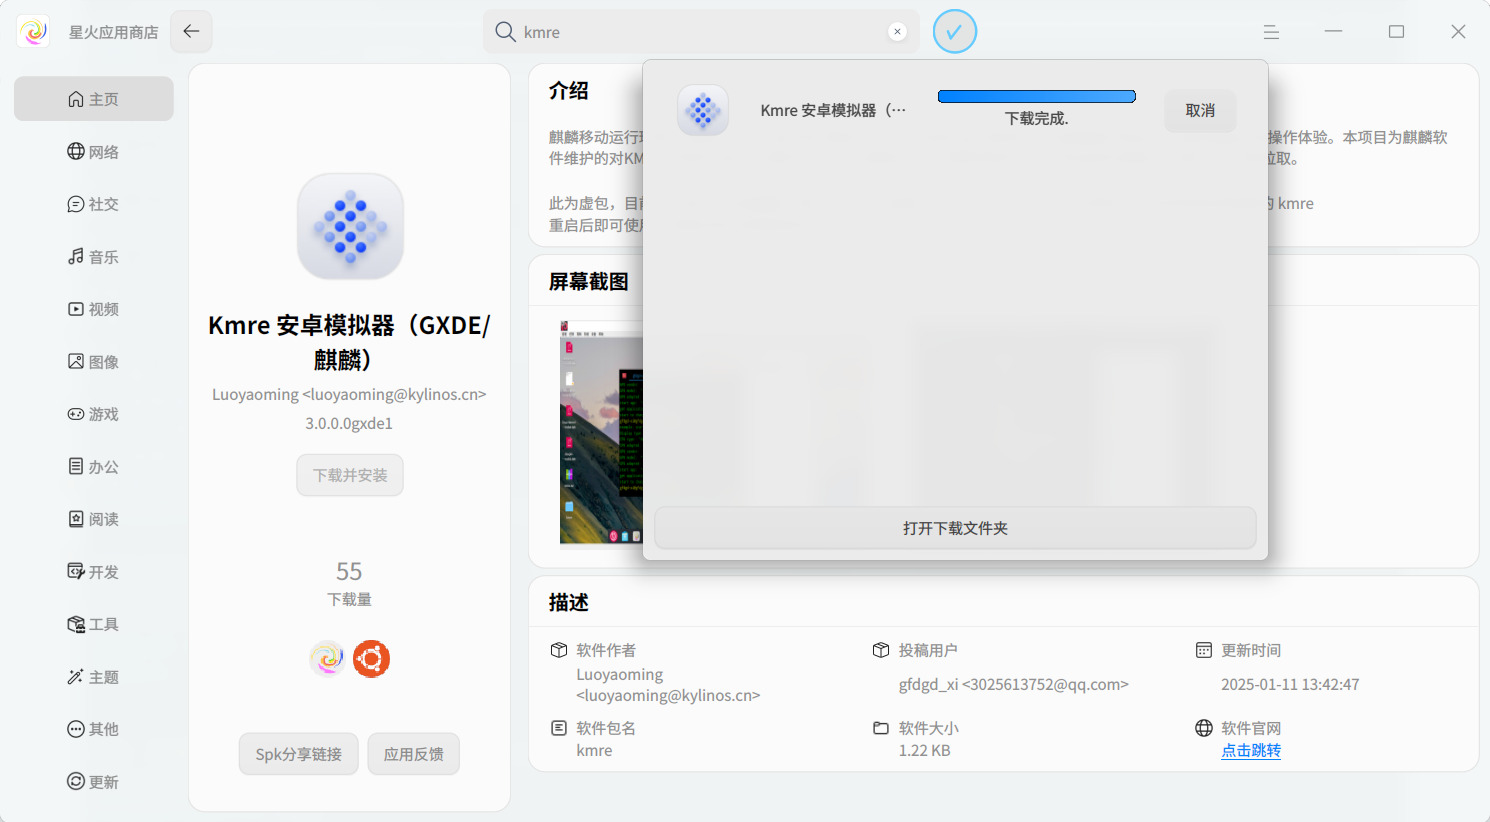 星火应用商店
kmre
主页
网络
社交
音乐
视频
图像
游戏
办公
阅读
开发
工具
主题
其他
更新
Kmre 安卓模拟器（GXDE/
麒麟）
Luoyaoming <luoyaoming@kylinos.cn>
3.0.0.0gxde1
下载并安装
55
下载量
Spk分享链接
应用反馈
介绍
麒麟移动运行 操作体验。本项目为麒麟软
件维护的对KM 拉取。
此为虚包，目 的 kmre
重启后即可使
屏幕截图
Kmre 安卓模拟器（…
下载完成.
取消
打开下载文件夹
描述
软件作者
Luoyaoming
<luoyaoming@kylinos.cn>
投稿用户
gfdgd_xi <3025613752@qq.com>
更新时间
2025-01-11 13:42:47
软件包名
kmre
软件大小
1.22 KB
软件官网
点击跳转